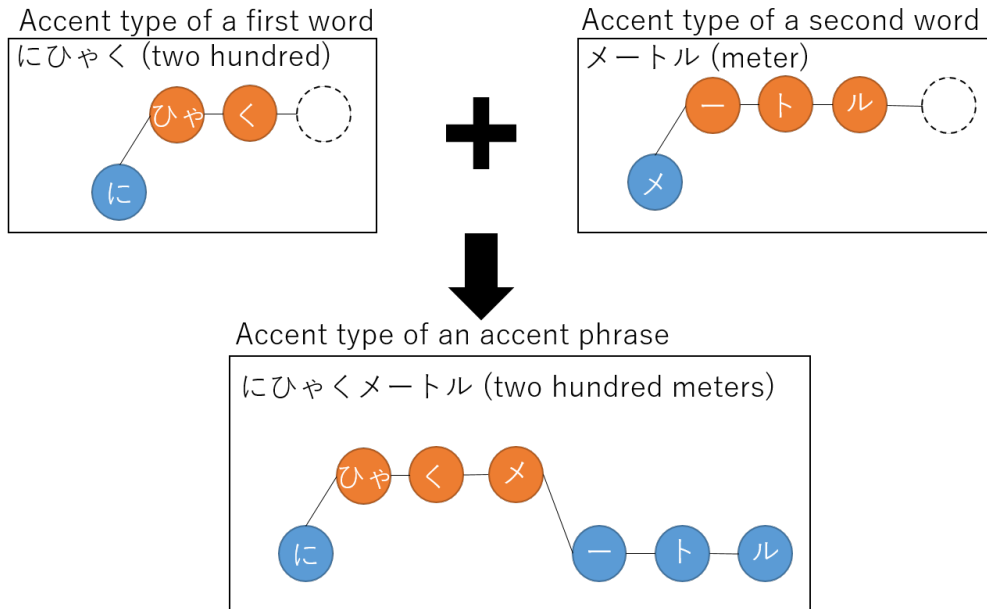 Accent type of a first word
にひゃく (two hundred)
に
ひゃ
く
Accent type of a second word
メートル (meter)
メ
ー
ト
ル
Accent type of an accent phrase
にひゃくメートル (two hundred meters)
に
ひゃ
く
メ
ー
ト
ル